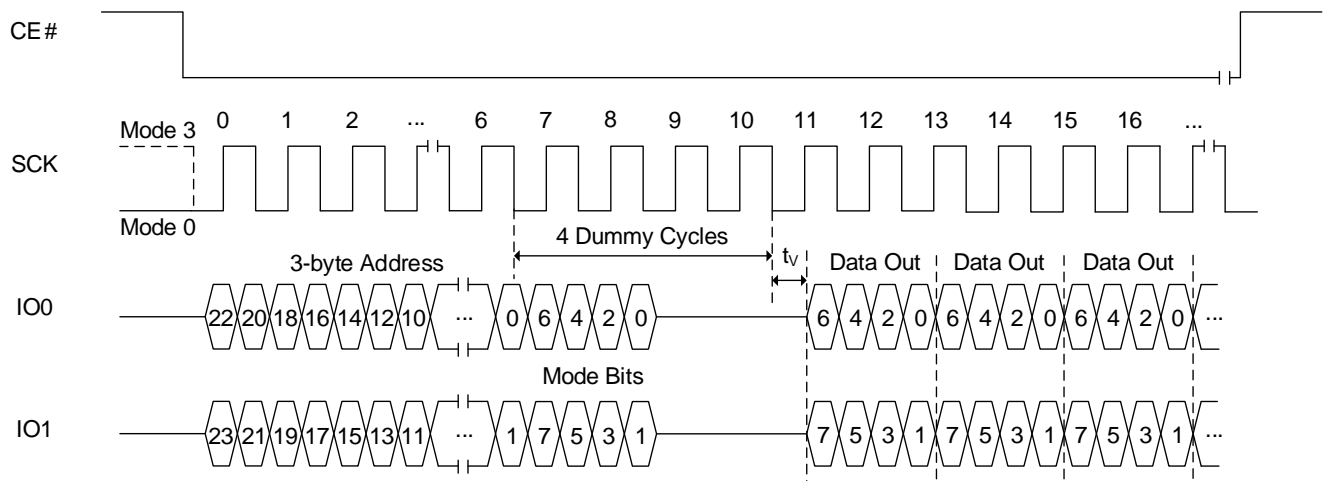 CE#
0 1 2 ... 6 7 8 9 10 11 12 13 14 15 16 ...
Mode 3
SCK
Mode 0
4 Dummy Cycles
3-byte Address
tV
Data Out Data Out Data Out
IO0
22 20 18 16 14 12 10 ... 0 6 4 2 0 6 4 2 0 6 4 2 0 6 4 2 0 ...
Mode Bits
IO1
23 21 19 17 15 13 11 ... 1 7 5 3 1 7 5 3 1 7 5 3 1 7 5 3 1 ...